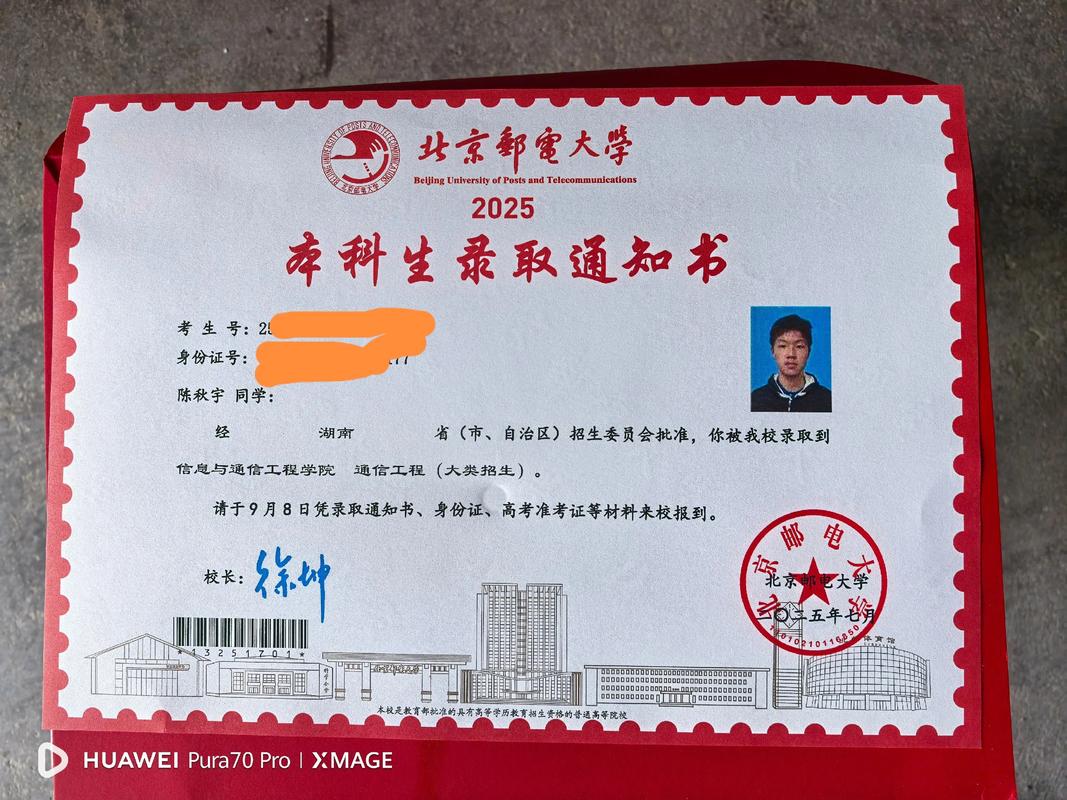 北京郵電大學
Beijing University of Posts and Telecommunications
2025
本科生录取通知书
考 生 号：25
身份证号：
陈秋宇 同学：
经 湖南 省（市、自治区）招生委员会批准，你被我校录取到
信息与通信工程学院 通信工程（大类招生）。
请于9月8日凭录取通知书、身份证、高考准考证等材料来校报到。
校长：徐坤
北京邮电大学
北京邮电大学
二〇二五年七月
体育馆
本校是教育部批准的具有高等学历教育招生资格的普通高等院校
HUAWEI Pura70 Pro | XMAGE